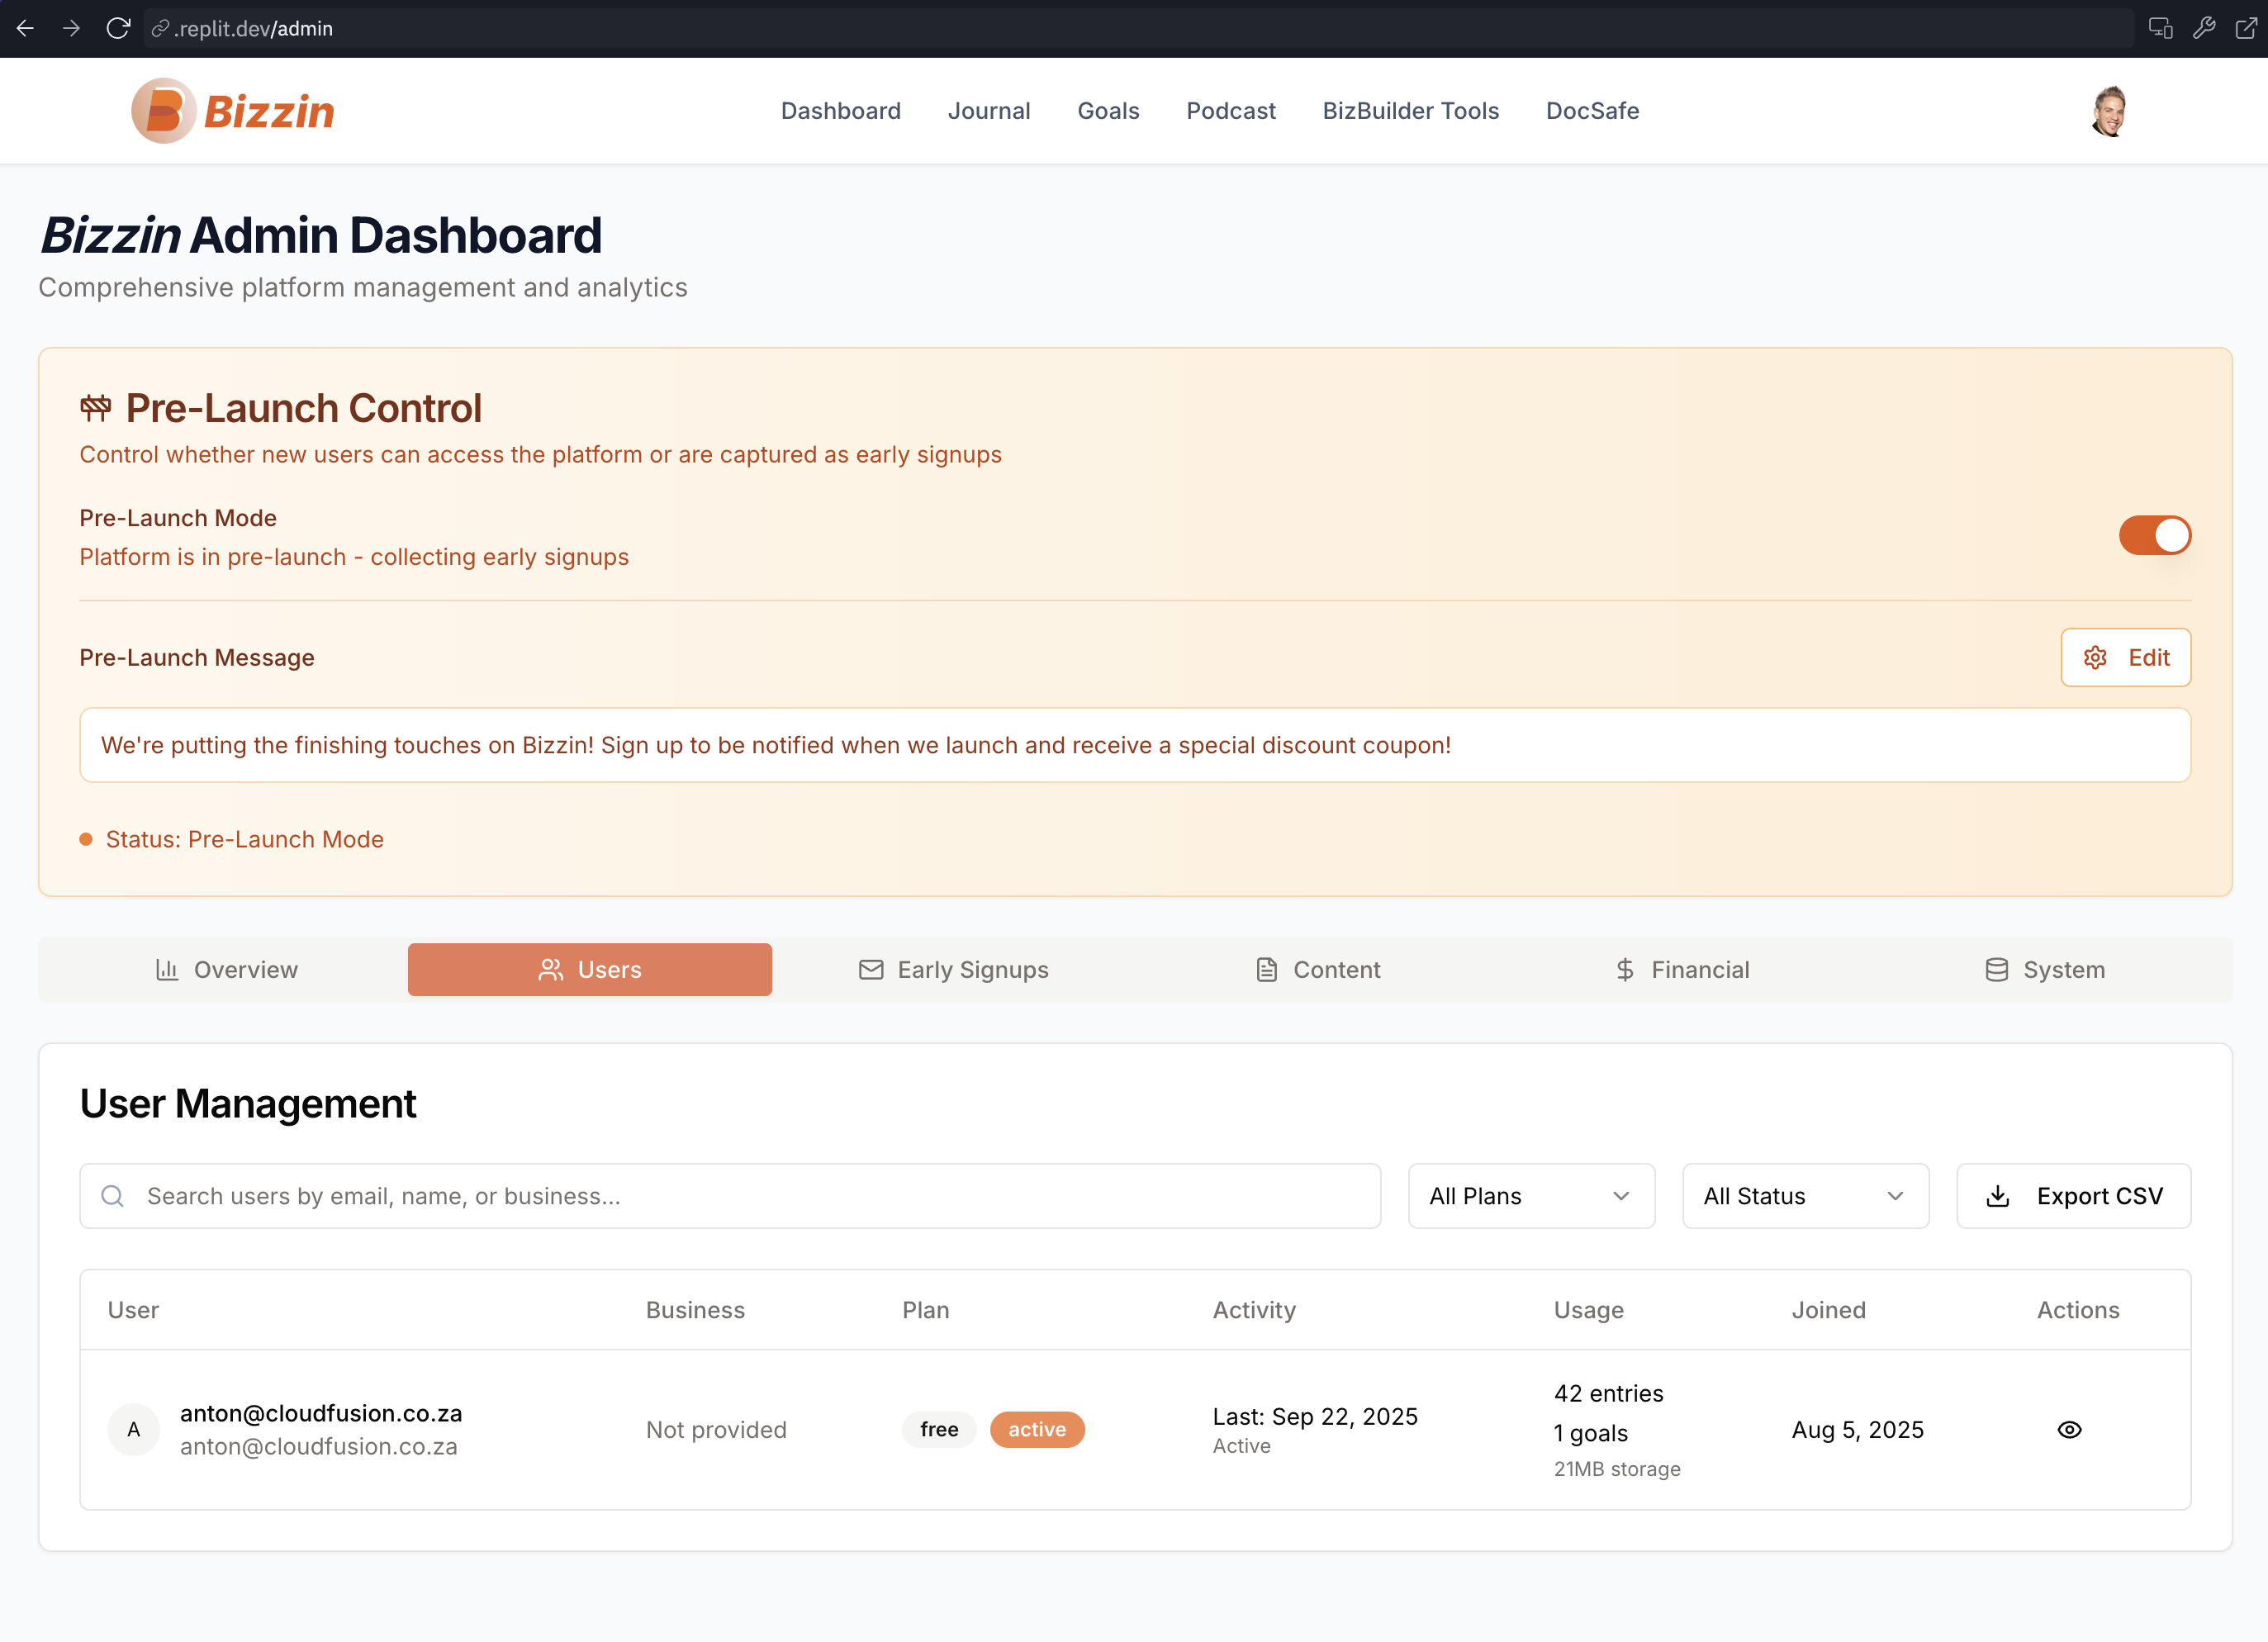 .replit.dev/admin
Bizzin
Dashboard Journal Goals Podcast BizBuilder Tools DocSafe
Bizzin Admin Dashboard
Comprehensive platform management and analytics
Pre-Launch Control
Control whether new users can access the platform or are captured as early signups
Pre-Launch Mode
Platform is in pre-launch - collecting early signups
Pre-Launch Message
Edit
We're putting the finishing touches on Bizzin! Sign up to be notified when we launch and receive a special discount coupon!
Status: Pre-Launch Mode
Overview Users Early Signups Content Financial System
User Management
Search users by email, name, or business...
All Plans All Status Export CSV
User Business Plan Activity Usage Joined Actions
A
anton@cloudfusion.co.za
anton@cloudfusion.co.za
Not provided
free active
Last: Sep 22, 2025
Active
42 entries
1 goals
21MB storage
Aug 5, 2025